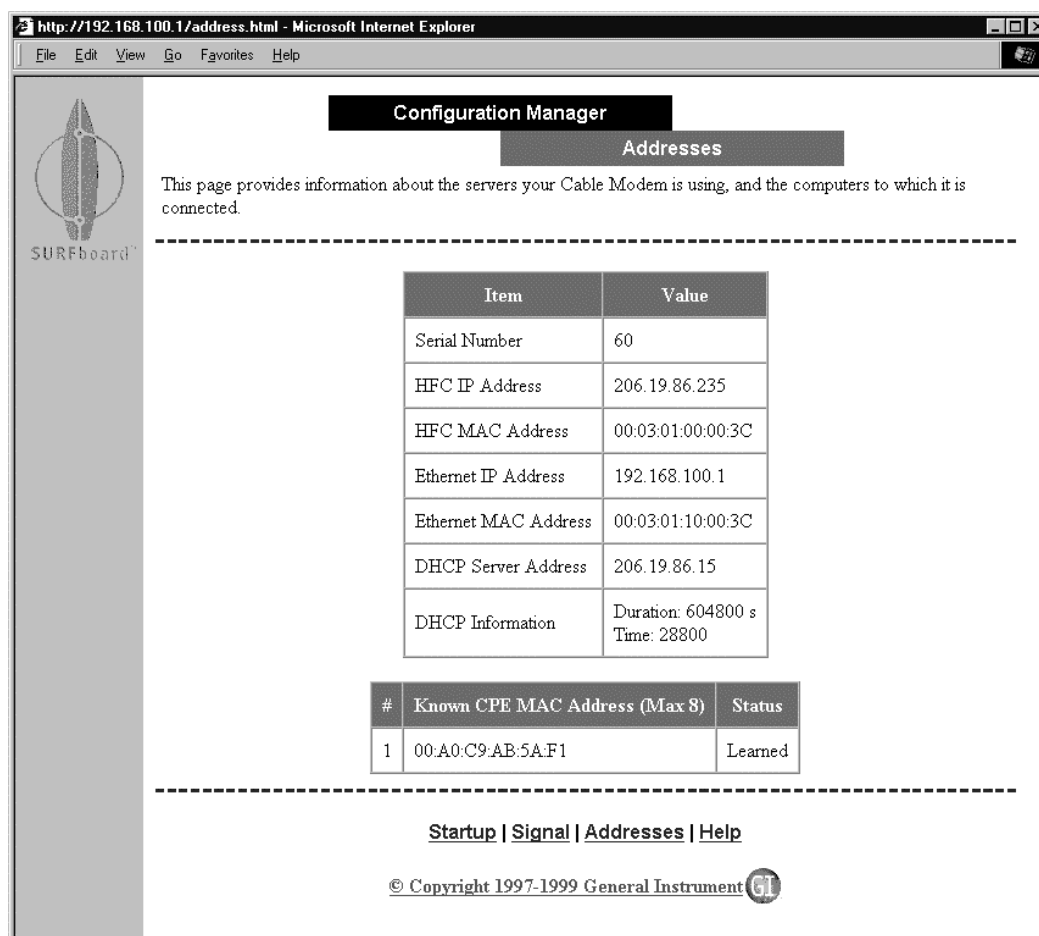 http://192.168.100.1/address.html - Microsoft Internet Explorer
File Edit View Go Favorites Help
Configuration Manager
Addresses
This page provides information about the servers your Cable Modem is using, and the computers to which it is
connected.
SURFboard™
Item Value
Serial Number 60
HFC IP Address 206.19.86.235
HFC MAC Address 00:03:01:00:00:3C
Ethernet IP Address 192.168.100.1
Ethernet MAC Address 00:03:01:10:00:3C
DHCP Server Address 206.19.86.15
DHCP Information Duration: 604800 s
Time: 28800
# Known CPE MAC Address (Max 8) Status
1 00:A0:C9:AB:5A:F1 Learned
Startup | Signal | Addresses | Help
© Copyright 1997-1999 General Instrument GI